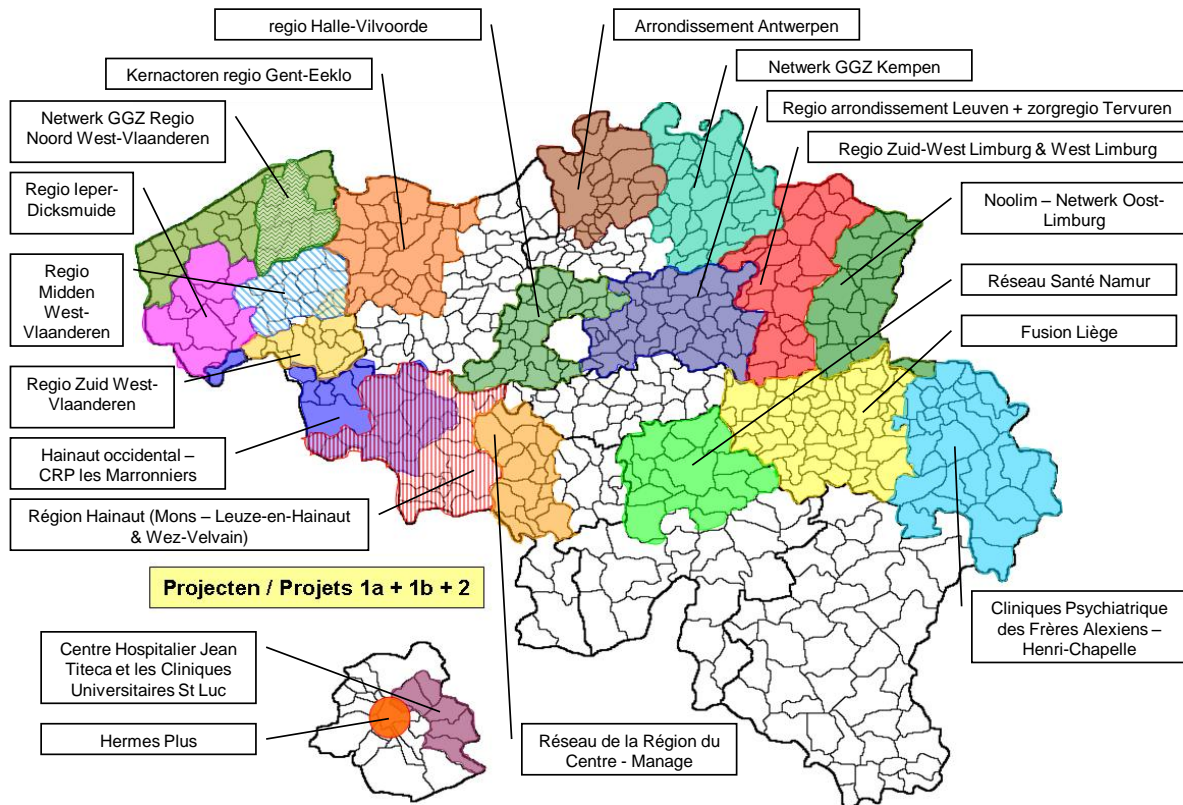 regio Halle-Vilvoorde
Arrondissement Antwerpen
Kernactoren regio Gent-Eeklo
Netwerk GGZ Kempen
Netwerk GGZ Regio
Noord West-Vlaanderen
Regio arrondissement Leuven + zorgregio Tervuren
Regio Zuid-West Limburg & West Limburg
Regio Ieper-
Dicksmuide
Noolim – Netwerk Oost-
Limburg
Regio
Midden
West-
Vlaanderen
Réseau Santé Namur
Fusion Liège
Regio Zuid West-
Vlaanderen
Hainaut occidental –
CRP les Marronniers
Région Hainaut (Mons – Leuze-en-Hainaut
& Wez-Velvain)
Projecten / Projets 1a + 1b + 2
Cliniques Psychiatrique
des Frères Alexiens –
Henri-Chapelle
Centre Hospitalier Jean
Titeca et les Cliniques
Universitaires St Luc
Hermes Plus
Réseau de la Région du
Centre - Manage